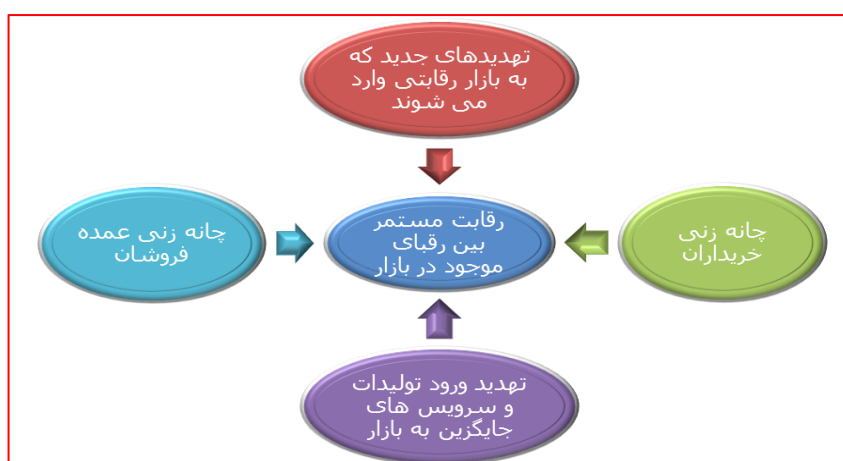 تهدیدهای جدید که
به بازار رقابتی وارد
می شوند
چانه زنی
خریداران
رقابت مستمر
بین رقبای
موجود در بازار
چانه زنی عمده
فروشان
تهدید ورود تولیدات
و سرویس های
جایگزین به بازار